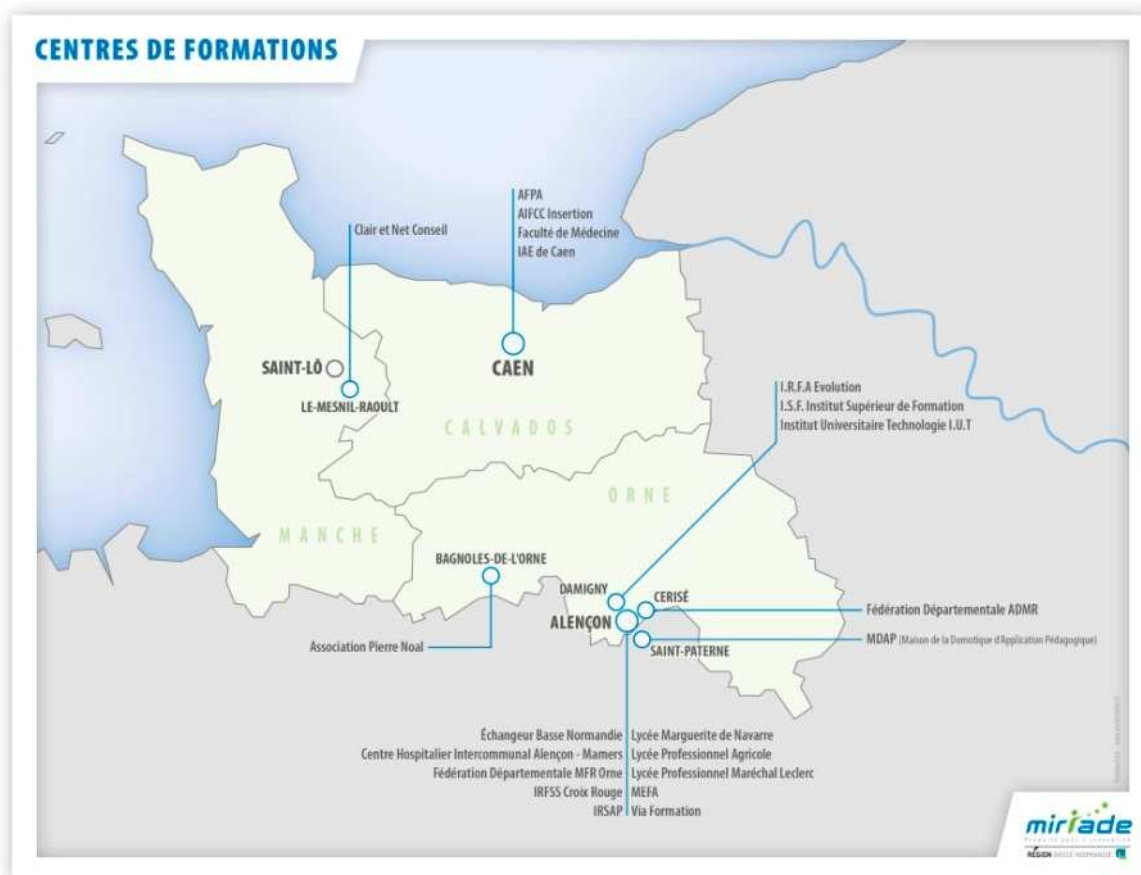 CENTRES DE FORMATIONS
AFPA
AIFCC Insertion
Faculté de Médecine
IAE de Caen
Clair et Net Conseil
SAINT-LÔ
CAEN
LE-MESNIL-RAOULT
I.R.F.A Evolution
I.S.F. Institut Supérieur de Formation
Institut Universitaire Technologie I.U.T
CALVADOS
ORNE
MANCHE
BAGNOLES-DE-L'ORNE
DAMIGNY
CERISÉ
ALENÇON
Fédération Départementale ADMR
SAINT-PATERNE
MDAP (Maison de la Domotique d'Application Pédagogique)
Association Pierre Noal
Échangeur Basse Normandie
Centre Hospitalier Intercommunal Alençon - Mamers
Fédération Départementale MFR Orne
IRFSS Croix Rouge
IRSAP
Lycée Marguerite de Navarre
Lycée Professionnel Agricole
Lycée Professionnel Maréchal Leclerc
MEFA
Via Formation
miriade
RÉGION BASSE NORMANDIE